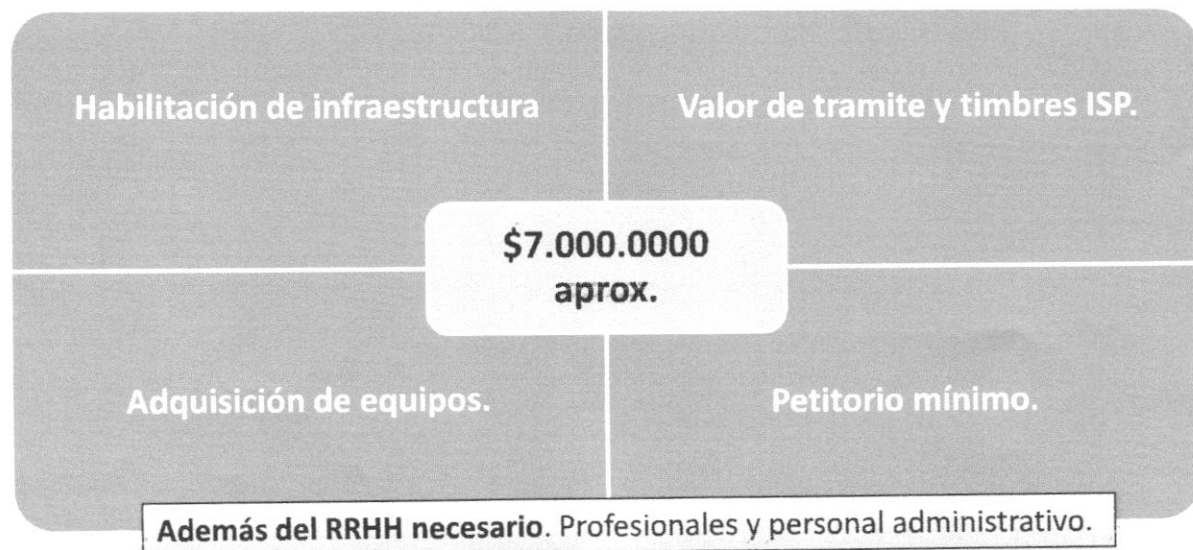 Habilitación de infraestructura
Valor de tramite y timbres ISP.
$7.000.0000
aprox.
Adquisición de equipos.
Petitorio mínimo.
Además del RRHH necesario. Profesionales y personal administrativo.